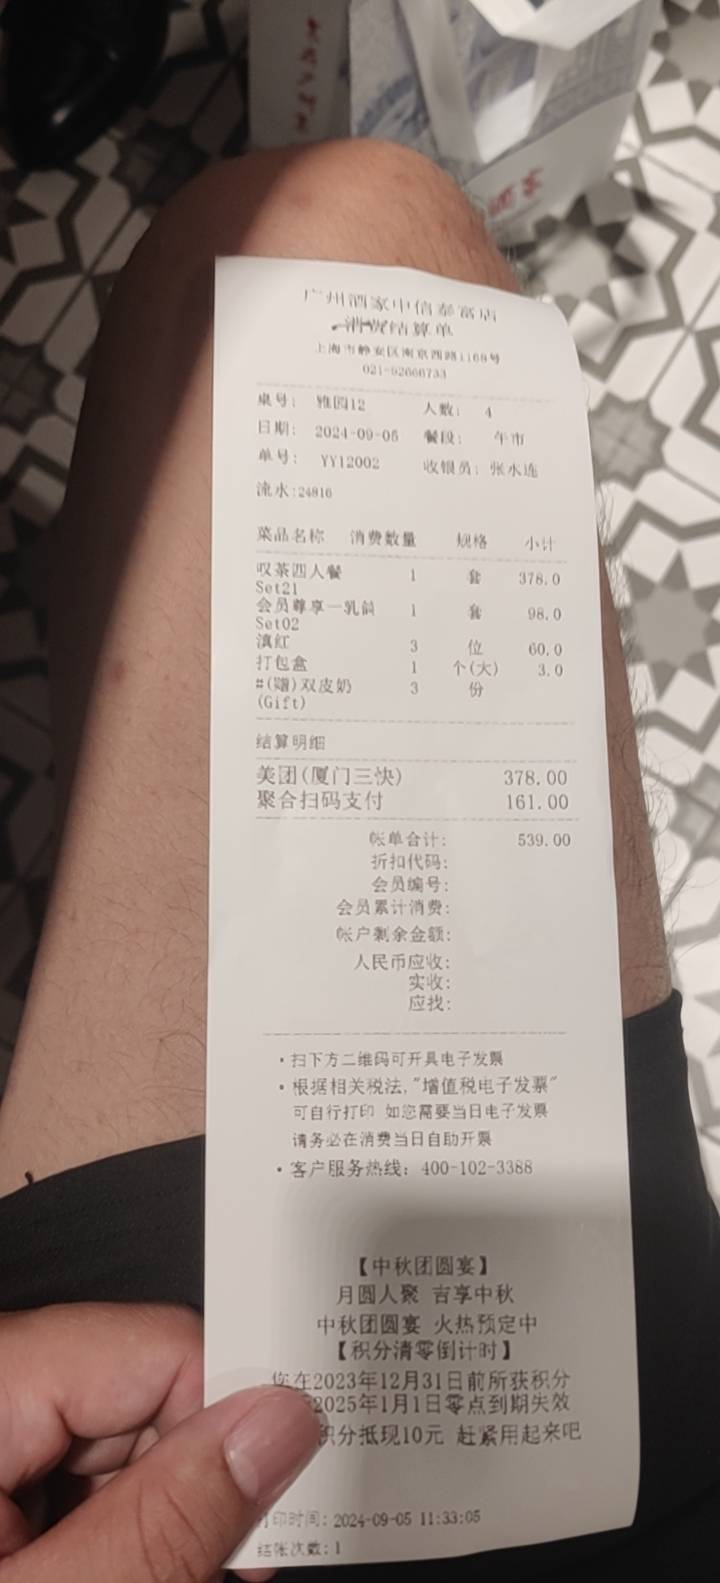 酒家
广州酒家中信泰富店
消费结算单
上海市静安区南京西路1168号
021-52666733
桌号: 雅园12 人数: 4
日期: 2024-09-05 餐段: 午市
单号: YY12002 收银员: 张水连
流水:24816
菜品名称 消费数量 规格 小计
叹茶四人餐 1 套 378.0
Set21
会员尊享一乳鸽 1 套 98.0
Set02
滇红 3 位 60.0
打包盒 1 个(大) 3.0
#(赠)双皮奶 3 份
(Gift)
结算明细
美团(厦门三快) 378.00
聚合扫码支付 161.00
帐单合计: 539.00
折扣代码:
会员编号:
会员累计消费:
帐户剩余金额:
人民币应收:
实收:
应找:
·扫下方二维码可开具电子发票
·根据相关税法,"增值税电子发票"
可自行打印 如您需要当日电子发票
请务必在消费当日自助开票
·客户服务热线: 400-102-3388
【中秋团圆宴】
月圆人聚 吉享中秋
中秋团圆宴 火热预定中
【积分清零倒计时】
您在2023年12月31日前所获积分
2025年1月1日零点到期失效
积分抵现10元 赶紧用起来吧
打印时间: 2024-09-05 11:33:05
结账次数:1